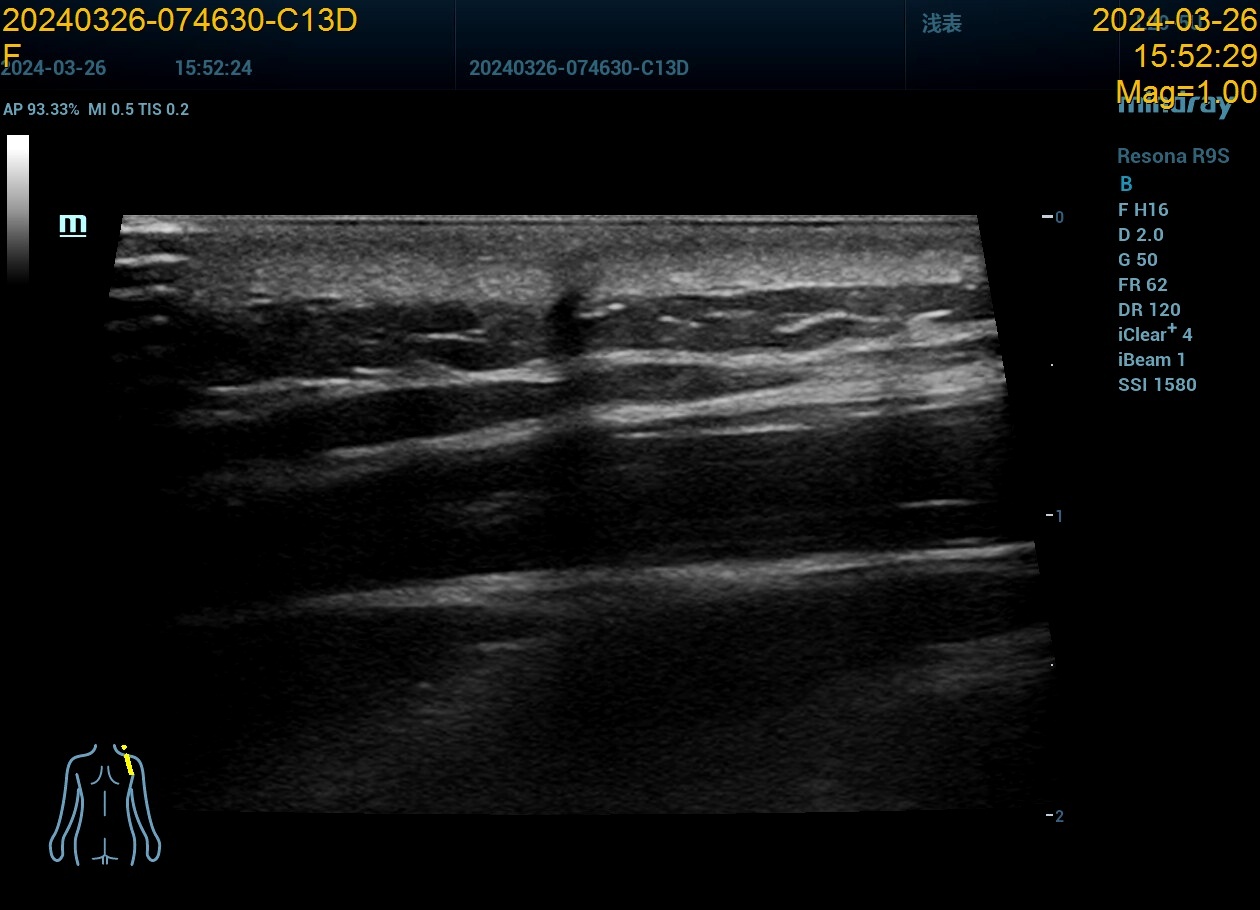 20240326-074630-C13D
F
2024-03-26 15:52:24 20240326-074630-C13D
浅表
2024-03-26
15:52:29
Mag=1.00
mindray
AP 93.33% MI 0.5 TIS 0.2
Resona R9S
B
F H16
D 2.0
G 50
FR 62
DR 120
iClear+ 4
iBeam 1
SSI 1580
m
0
1
2